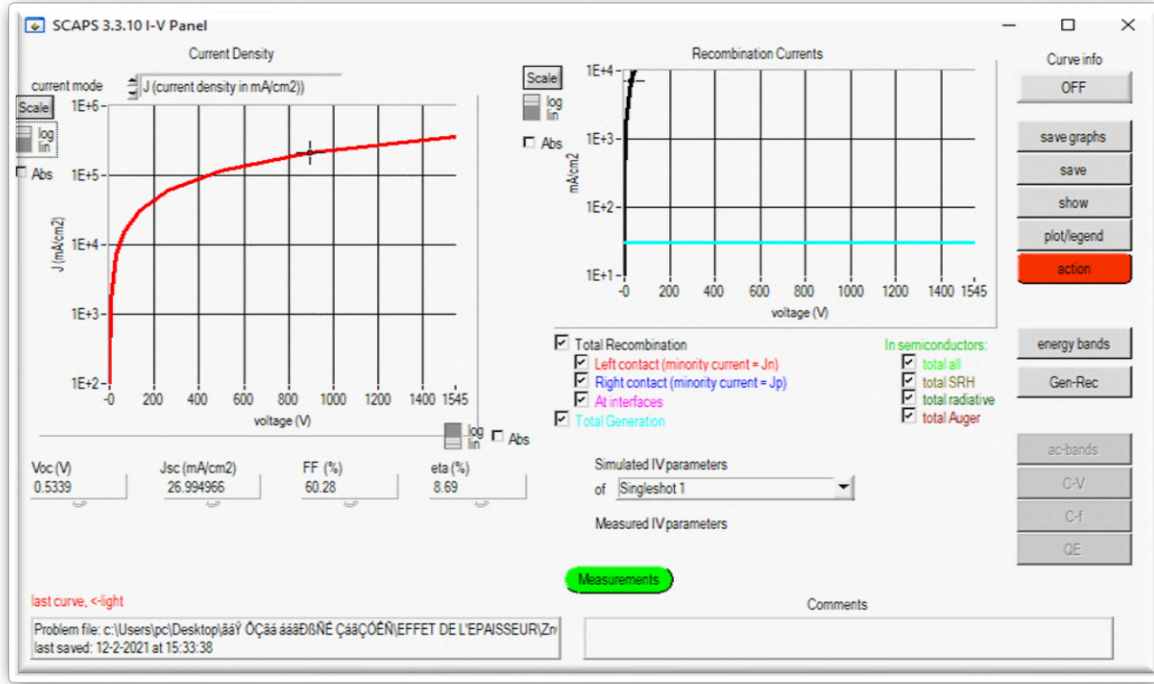 SCAPS 3.3.10 I-V Panel
Current Density
current mode
J (current density in mA/cm2))
Scale
log
lin
Abs
1E+6
1E+5
1E+4
1E+3
1E+2
J (mA/cm2)
0 200 400 600 800 1000 1200 1400 1545
voltage (V)
log
lin
Abs
Recombination Currents
Scale
log
lin
Abs
1E+4
1E+3
1E+2
1E+1
mA/cm2
-0 200 400 600 800 1000 1200 1400 1545
voltage (V)
Total Recombination
Left contact (minority current = Jn)
Right contact (minority current = Jp)
At interfaces
Total Generation
In semiconductors:
total all
total SRH
total radiative
total Auger
Curve info
OFF
save graphs
save
show
plot/legend
action
energy bands
Gen-Rec
ac-bands
C-V
C-f
QE
Voc (V) Jsc (mA/cm2) FF (%) eta (%)
0.5339 26.994966 60.28 8.69
Simulated IV parameters
of Singleshot 1
Measured IV parameters
Measurements
last curve, <-light
Problem file: c:\Users\pc\Desktop\ãáÝ ÔÇãá áááÐßÑÉ ÇááÇÓÊÑ\EFFET DE L'EPAISSEUR\Zn
last saved: 12-2-2021 at 15:33:38
Comments